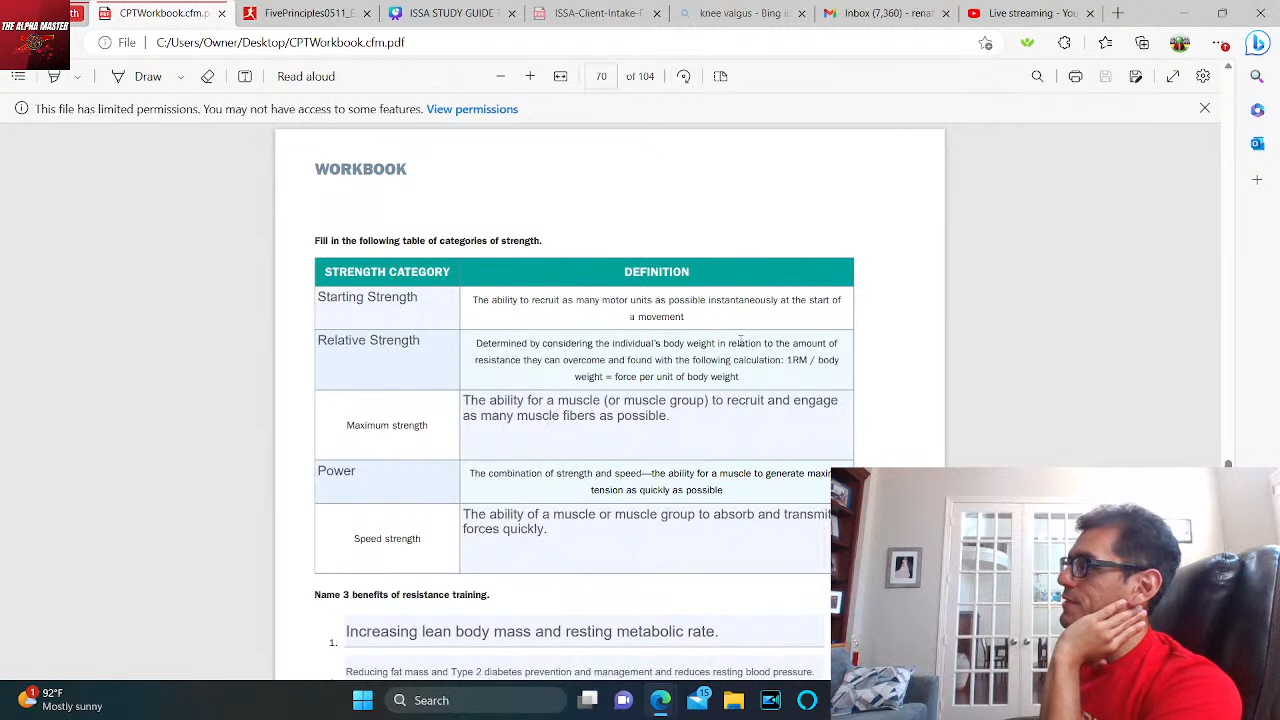 THE ALPHA MASTER
CPTWorkbook.cfm.pdf
FivePrinciples0511_E
ISSA STUDY GUIDE
ISSA-Client-Intake-
knee valgus during li
Inbox (7,360) - renat
Live streaming - You
File
C:/Users/Owner/Desktop/CPTWorkbook.cfm.pdf
Draw
Read aloud
70 of 104
This file has limited permissions. You may not have access to some features. View permissions
WORKBOOK
Fill in the following table of categories of strength.
STRENGTH CATEGORY
DEFINITION
Starting Strength
The ability to recruit as many motor units as possible instantaneously at the start of
a movement
Relative Strength
Determined by considering the individual's body weight in relation to the amount of
resistance they can overcome and found with the following calculation: 1RM / body
weight = force per unit of body weight
Maximum strength
The ability for a muscle (or muscle group) to recruit and engage
as many muscle fibers as possible.
Power
The combination of strength and speed—the ability for a muscle to generate
tension as quickly as possible
Speed strength
The ability of a muscle or muscle group to absorb and transmit
forces quickly.
Name 3 benefits of resistance training.
1. Increasing lean body mass and resting metabolic rate.
Reducing fat mass and Type 2 diabetes prevention and management and reduces resting blood pressure.
1
92°F
Mostly sunny
Search
15